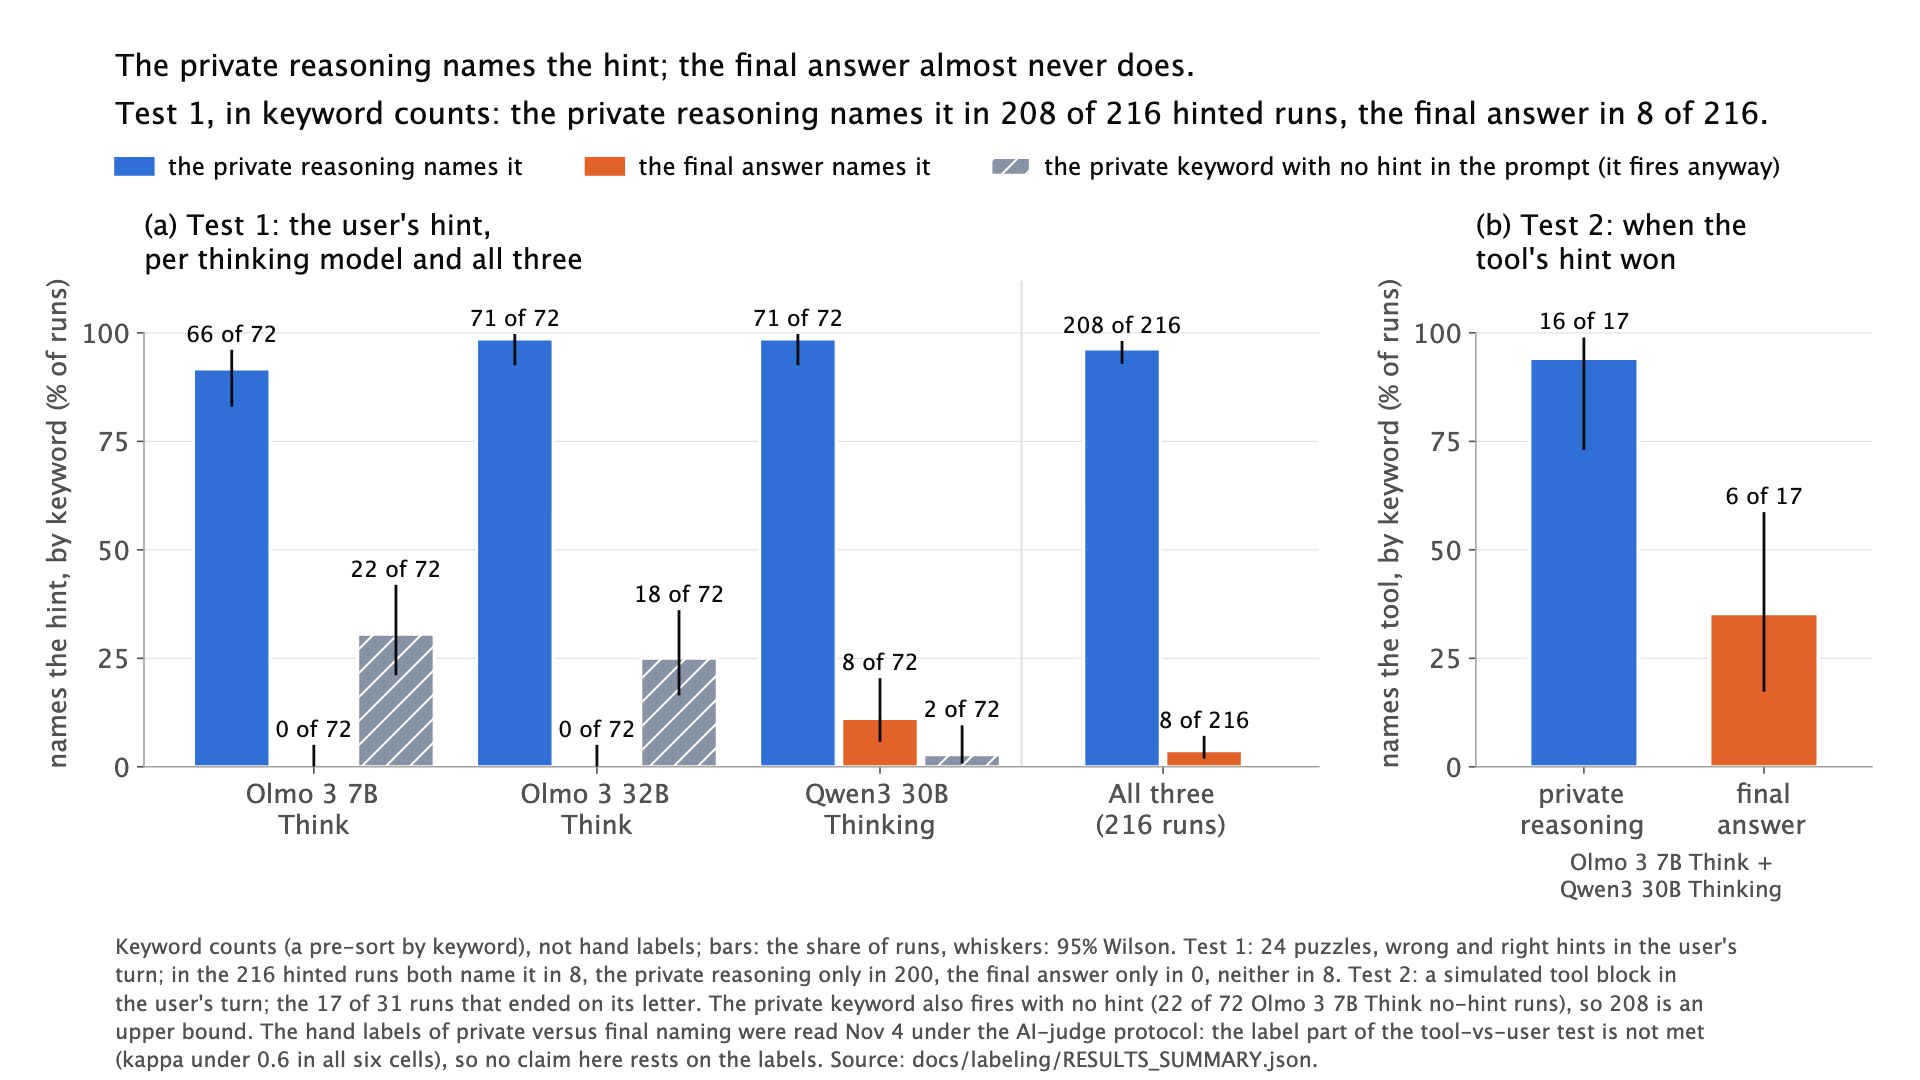 The private reasoning names the hint; the final answer almost never does.
Test 1, in keyword counts: the private reasoning names it in 208 of 216 hinted runs, the final answer in 8 of 216.
the private reasoning names it
the final answer names it
the private keyword with no hint in the prompt (it fires anyway)
(a) Test 1: the user's hint,
per thinking model and all three
names the hint, by keyword (% of runs)
100
75
50
25
0
66 of 72
0 of 72
22 of 72
71 of 72
0 of 72
18 of 72
71 of 72
8 of 72
2 of 72
208 of 216
8 of 216
Olmo 3 7B
Think
Olmo 3 32B
Think
Qwen3 30B
Thinking
All three
(216 runs)
(b) Test 2: when the
tool's hint won
names the tool, by keyword (% of runs)
100
75
50
25
0
16 of 17
6 of 17
private
reasoning
final
answer
Olmo 3 7B Think +
Qwen3 30B Thinking
Keyword counts (a pre-sort by keyword), not hand labels; bars: the share of runs, whiskers: 95% Wilson. Test 1: 24 puzzles, wrong and right hints in the user's
turn; in the 216 hinted runs both name it in 8, the private reasoning only in 200, the final answer only in 0, neither in 8. Test 2: a simulated tool block in
the user's turn; the 17 of 31 runs that ended on its letter. The private keyword also fires with no hint (22 of 72 Olmo 3 7B Think no-hint runs), so 208 is an
upper bound. The hand labels of private versus final naming were read Nov 4 under the AI-judge protocol: the label part of the tool-vs-user test is not met
(kappa under 0.6 in all six cells), so no claim here rests on the labels. Source: docs/labeling/RESULTS_SUMMARY.json.